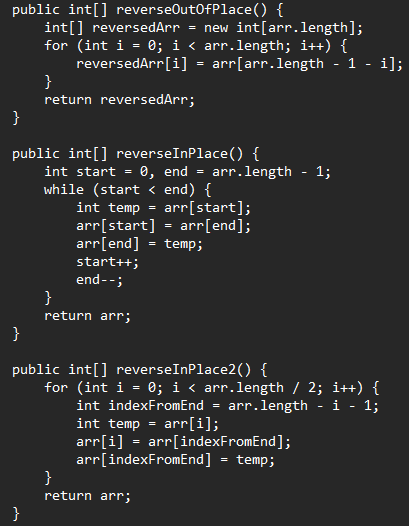 public int[] reverseOutOfPlace() {
    int[] reversedArr = new int[arr.length];
    for (int i = 0; i < arr.length; i++) {
        reversedArr[i] = arr[arr.length - 1 - i];
    }
    return reversedArr;
}

public int[] reverseInPlace() {
    int start = 0, end = arr.length - 1;
    while (start < end) {
        int temp = arr[start];
        arr[start] = arr[end];
        arr[end] = temp;
        start++;
        end--;
    }
    return arr;
}

public int[] reverseInPlace2() {
    for (int i = 0; i < arr.length / 2; i++) {
        int indexFromEnd = arr.length - i - 1;
        int temp = arr[i];
        arr[i] = arr[indexFromEnd];
        arr[indexFromEnd] = temp;
    }
    return arr;
}